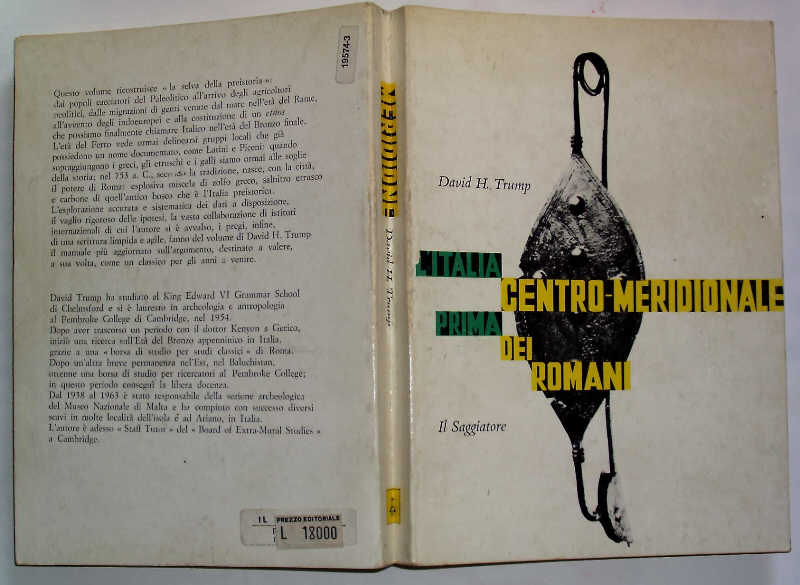 19574-3
Questo volume ricostruisce « la selva della preistoria »:
dai popoli cacciatori del Paleolitico all'arrivo degli agricoltori
neolitici, dalle migrazioni di genti venute dal mare nell'età del Rame,
all'avvento degli indoeuropei e alla costituzione di un etnos
che possiamo finalmente chiamare Italico nell'età del Bronzo finale.
L'età del Ferro vede ormai delinearsi gruppi locali che già
possiedono un nome documentato, come Latini e Piceni: quando
sopraggiungono i greci, gli etruschi e i galli siamo ormai alle soglie
della storia; nel 753 a. C., secondo la tradizione, nasce, con la città,
il potere di Roma: esplosiva miscela di zolfo greco, salnitro etrusco
e carbone di quell'antico bosco che è l'Italia preistorica.
L'esplorazione accurata e sistematica dei dati a disposizione,
il vaglio rigoroso delle ipotesi, la vasta collaborazione di istituti
internazionali di cui l'autore si è avvalso, i pregi, infine,
di una scrittura limpida e agile, fanno del volume di David H. Trump
il manuale più aggiornato sull'argomento, destinato a valere,
a sua volta, come un classico per gli anni a venire.
David Trump ha studiato al King Edward VI Grammar School
di Chelmsford e si è laureato in archeologia e antropologia
al Pembroke College di Cambridge, nel 1954.
Dopo aver trascorso un periodo con il dottor Kenyon a Gerico,
iniziò una ricerca sull'Età del Bronzo appenninico in Italia,
grazie a una « borsa di studio per studi classici » di Roma.
Dopo un'altra breve permanenza nell'Est, nel Baluchistan,
ottenne una borsa di studio per ricercatori al Pembroke College;
in questo periodo conseguì la libera docenza.
Dal 1958 al 1963 è stato responsabile della sezione archeologica
del Museo Nazionale di Malta e ha compiuto con successo diversi
scavi in molte località dell'isola e ad Ariano, in Italia.
L'autore è adesso « Staff Tutor » del « Board of Extra-Mural Studies »
a Cambridge.
1 L
PREZZO EDITORIALE
L 18000
MERIDIONE
David H. Trump
David H. Trump
L'ITALIA
CENTRO-MERIDIONALE
PRIMA
DEI
ROMANI
Il Saggiatore